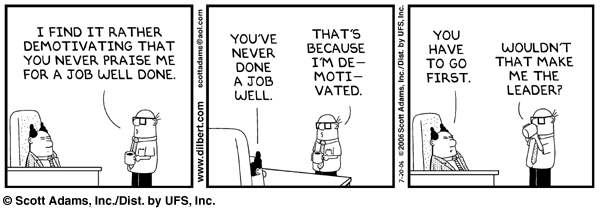 I FIND IT RATHER
DEMOTIVATING THAT
YOU NEVER PRAISE ME
FOR A JOB WELL DONE.
www.dilbert.com
scottadams@aol.com
YOU'VE
NEVER
DONE
A JOB
WELL.
THAT'S
BECAUSE
I'M DE-
MOTI-
VATED.
7-20-06 © 2006 Scott Adams, Inc./Dist. by UFS, Inc.
YOU
HAVE
TO GO
FIRST.
WOULDN'T
THAT MAKE
ME THE
LEADER?
© Scott Adams, Inc./Dist. by UFS, Inc.